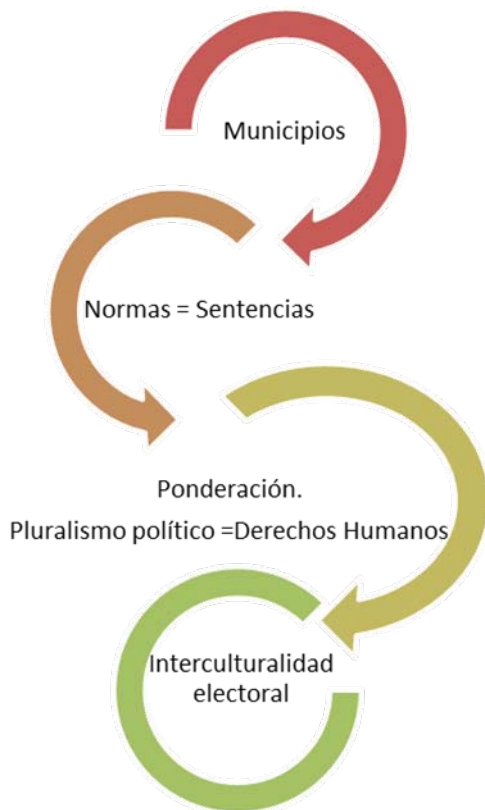 Municipios
Normas = Sentencias
Ponderación.
Pluralismo político =Derechos Humanos
Interculturalidad
electoral